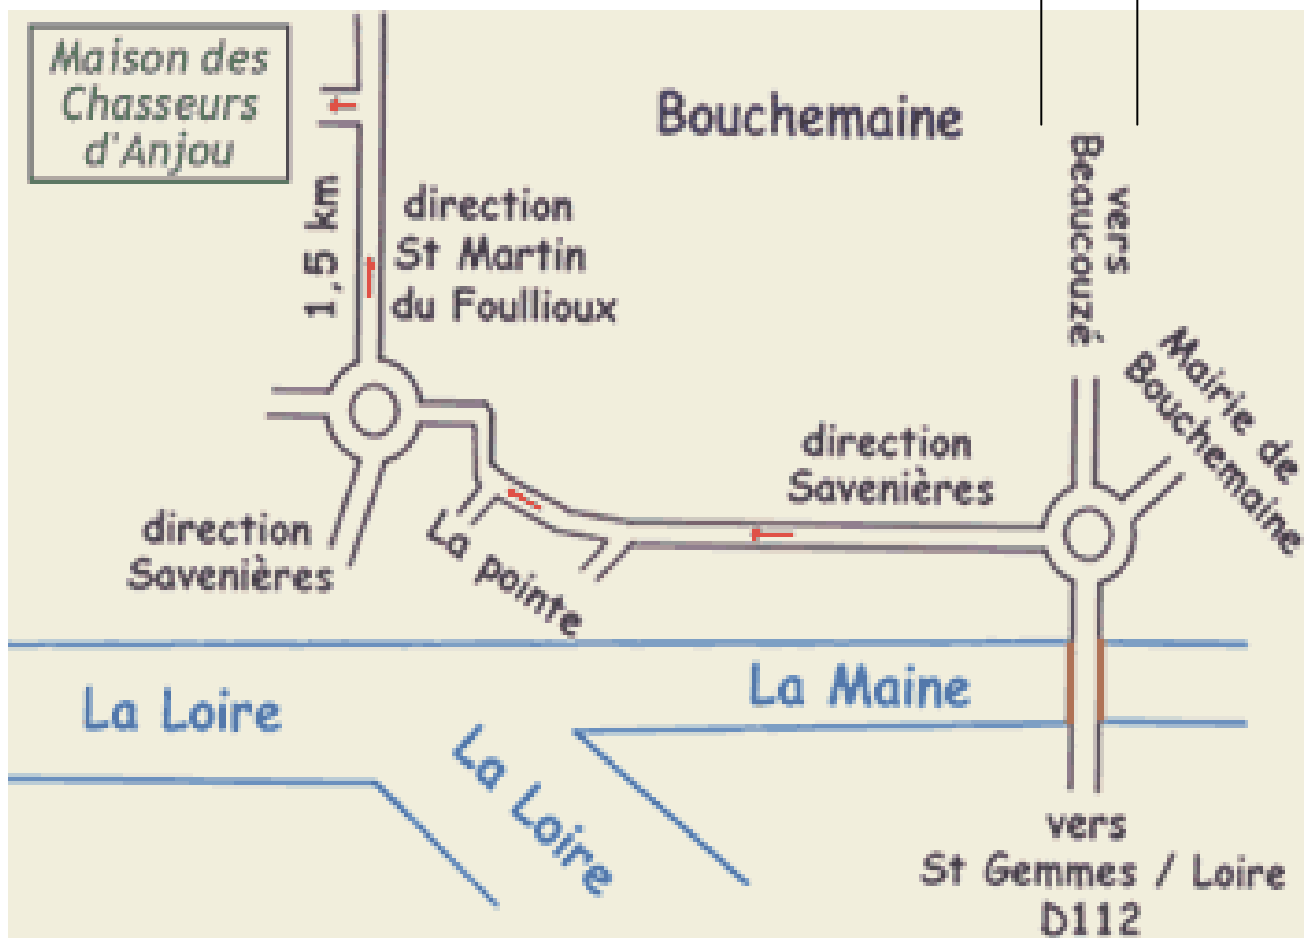 Maison des
Chasseurs
d'Anjou
Bouchemaine
1,5 km
direction
St Martin
du Foullioux
vers
Beaucouzé
Mairie de
Bouchemaine
direction
Savenières
direction
Savenières
La pointe
La Maine
La Loire
La Loire
vers
St Gemmes / Loire
D112